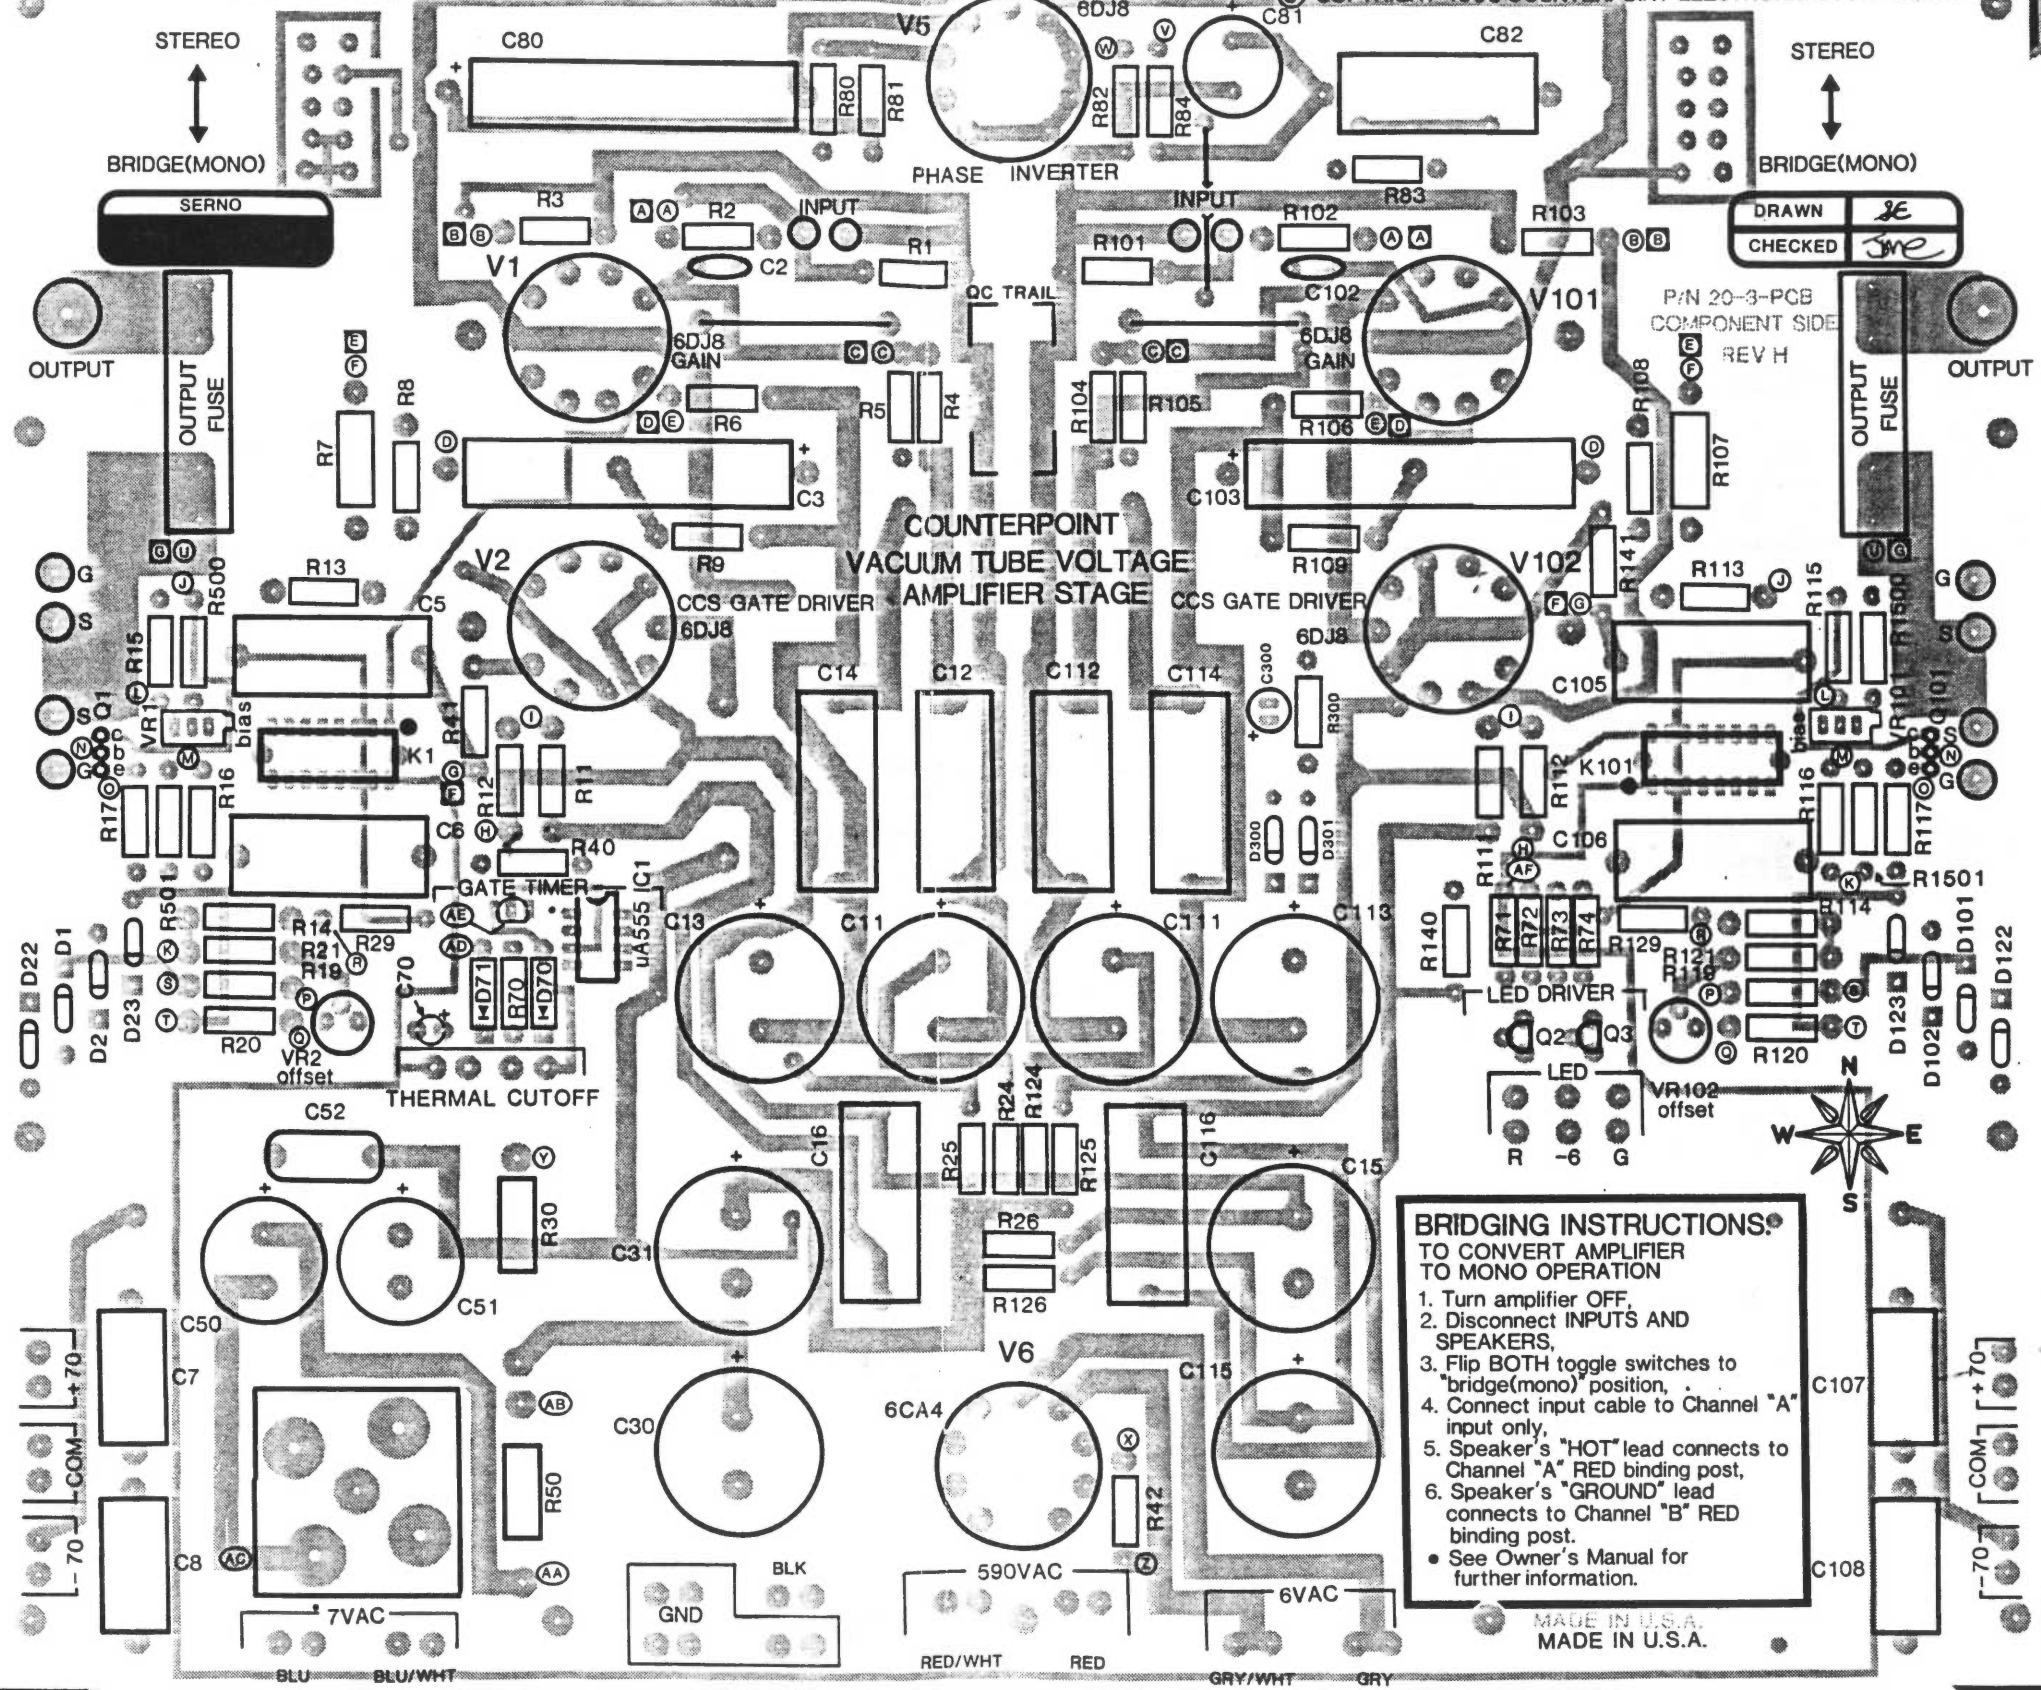 6DJ8
STEREO
C80
V5
C81
C82
STEREO
W
V
R80
R81
R82
R84
BRIDGE(MONO)
BRIDGE(MONO)
PHASE INVERTER
R83
SERNO
R3
A A
R2
INPUT
INPUT
R102
A A
R103
B B
DRAWN
CHECKED
B B
V1
C2
R1
R101
C102
V101
QC TRAIL
P/N 20-3-PCB
COMPONENT SIDE
REV H
6DJ8
GAIN
C C
C C
6DJ8
GAIN
E
F
E
F
OUTPUT
OUTPUT
OUTPUT
FUSE
OUTPUT
FUSE
R7
R8
R6
D E
R5
R4
R104
R105
R106
E D
R108
R107
D
C3
C103
D
COUNTERPOINT
VACUUM TUBE VOLTAGE
AMPLIFIER STAGE
R9
R109
V2
V102
CCS GATE DRIVER
6DJ8
CCS GATE DRIVER
6DJ8
G U
J
R500
R13
C5
R141
R113
J
R115
U G
R1500
F G
G
S
G
S
R15
L
C14
C12
C112
C114
C300
R300
C105
L
Q1
VR1
bias
M
K1
R41
I
I
bias
VR101
Q101
S
N
c
b
e
G
O
G
F
R12
R11
H
R40
R112
K101
M
R116
c
b
e
S
N
G
O
R117
R16
C6
D300
D301
R111
H
AF
C106
R117
R1501
K
GATE TIMER
IC1
uA555
AE
AD
C13
C11
C111
C113
R501
R14
R21
R19
R
R29
K
S
T
P
Q
R20
VR2
offset
C70
D71
R70
D70
D22
D1
D23
D2
THERMAL CUTOFF
R140
R71
R72
R73
R74
R129
R114
R121
R119
P
Q
S
T
R120
LED DRIVER
Q2
Q3
LED
R
-6
G
VR102
offset
D101
D122
D123
D102
N
W
E
S
C52
C16
R25
R24
R124
R125
C116
C15
Y
R30
C31
R26
R126
C50
C51
BRIDGING INSTRUCTIONS:
TO CONVERT AMPLIFIER
TO MONO OPERATION
1. Turn amplifier OFF,
2. Disconnect INPUTS AND
SPEAKERS,
3. Flip BOTH toggle switches to
"bridge(mono)" position,
4. Connect input cable to Channel "A"
input only,
5. Speaker's "HOT" lead connects to
Channel "A" RED binding post,
6. Speaker's "GROUND" lead
connects to Channel "B" RED
binding post.
• See Owner's Manual for
further information.
C7
+70
COM
-70
C8
V6
6CA4
C115
C30
AB
R50
AA
AC
X
R42
Z
C107
+70
COM
-70
C108
7VAC
BLU
BLU/WHT
GND
BLK
590VAC
RED/WHT
RED
6VAC
GRY/WHT
GRY
MADE IN U.S.A.
MADE IN U.S.A.